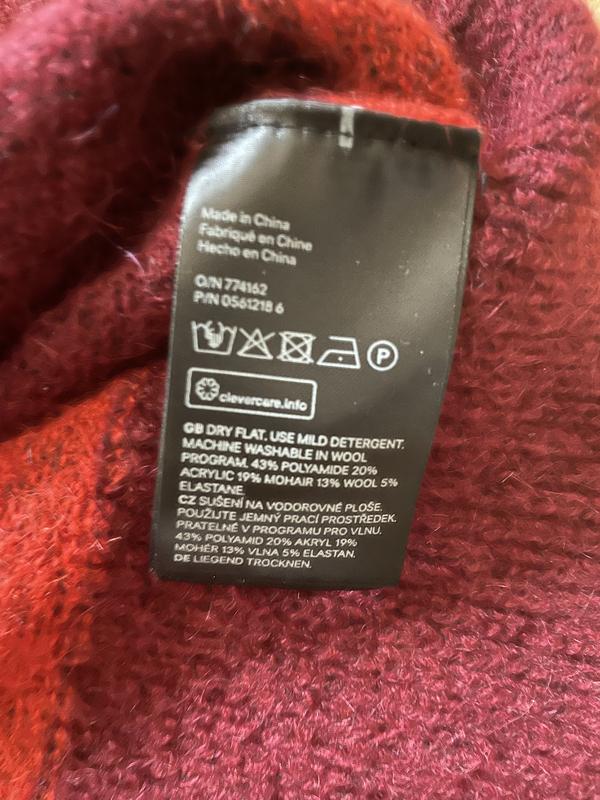 Made in China
Fabriqué en Chine
Hecho en China
O/N 774162
P/N 0561218 6
P
clevercare.info
GB DRY FLAT. USE MILD DETERGENT.
MACHINE WASHABLE IN WOOL
PROGRAM. 43% POLYAMIDE 20%
ACRYLIC 19% MOHAIR 13% WOOL 5%
ELASTANE.
CZ SUŠENÍ NA VODOROVNÉ PLOŠE.
POUŽIJTE JEMNÝ PRACÍ PROSTŘEDEK.
PRATELNÉ V PROGRAMU PRO VLNU.
43% POLYAMID 20% AKRYL 19%
MOHÉR 13% VLNA 5% ELASTAN.
DE LIEGEND TROCKNEN.